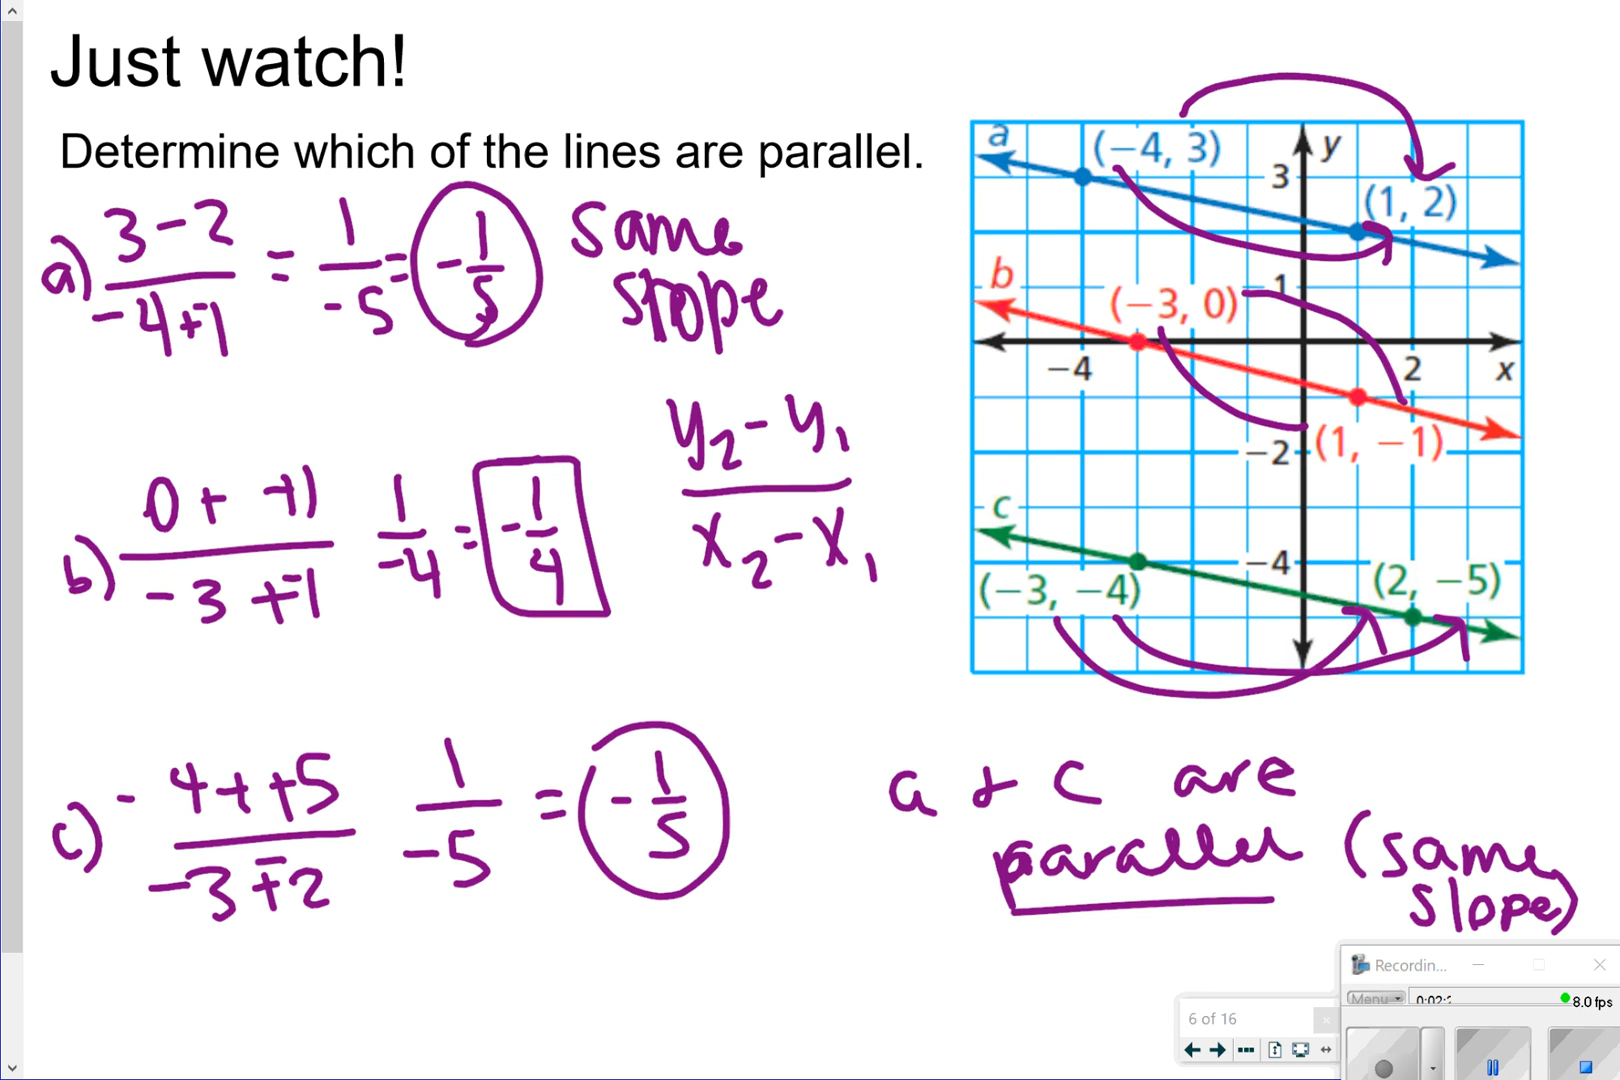 Just watch!
Determine which of the lines are parallel.
a) 3-2 / -4+-1 = 1 / -5 = -1/5 same slope
b) 0 + +1 / -3 + -1 1 / -4 = -1/4
y₂ - y₁ / x₂ - x₁
c) -4 + +5 / -3 + -2 1 / -5 = -1/5
a + c are
parallel (same
slope)
a (−4, 3) y
3
(1, 2)
b 1
(−3, 0)
−4 2 x
−2 (1, −1)
c
−4 (2, −5)
(−3, −4)
Recordin...
Menu
8.0 fps
6 of 16